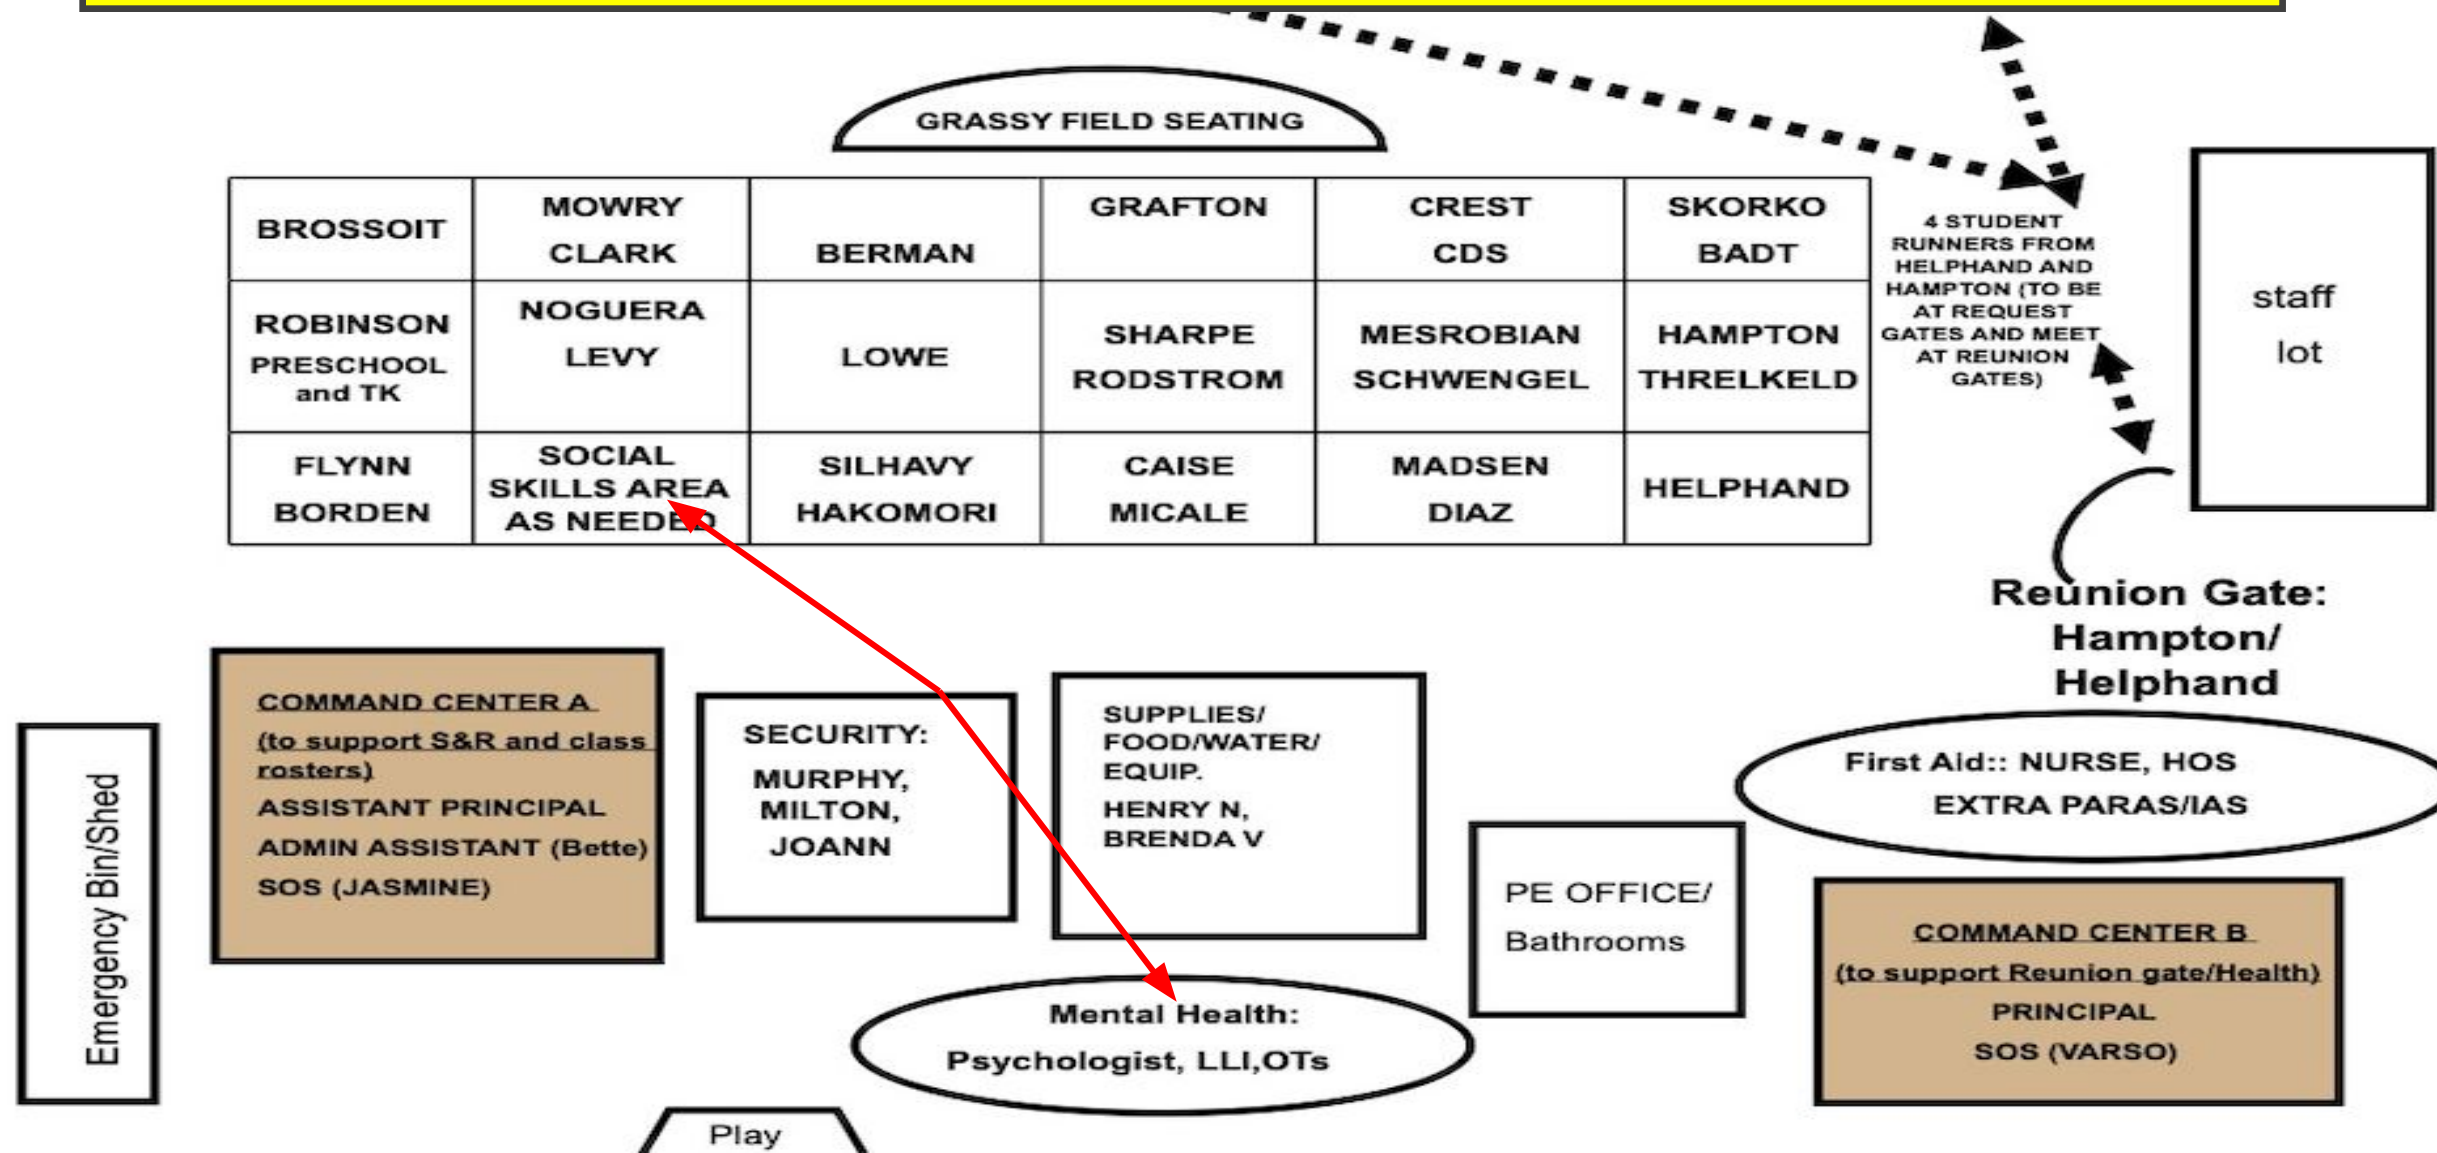 GRASSY FIELD SEATING
BROSSOIT
MOWRY
CLARK
BERMAN
GRAFTON
CREST
CDS
SKORKO
BADT
ROBINSON
PRESCHOOL
and TK
NOGUERA
LEVY
LOWE
SHARPE
RODSTROM
MESROBIAN
SCHWENGEL
HAMPTON
THRELKELD
FLYNN
BORDEN
SOCIAL
SKILLS AREA
AS NEEDED
SILHAVY
HAKOMORI
CAISE
MICALE
MADSEN
DIAZ
HELPHAND
4 STUDENT
RUNNERS FROM
HELPHAND AND
HAMPTON (TO BE
AT REQUEST
GATES AND MEET
AT REUNION
GATES)
staff
lot
Reunion Gate:
Hampton/
Helphand
Emergency Bin/Shed
COMMAND CENTER A
(to support S&R and class
rosters)
ASSISTANT PRINCIPAL
ADMIN ASSISTANT (Bette)
SOS (JASMINE)
SECURITY:
MURPHY,
MILTON,
JOANN
SUPPLIES/
FOOD/WATER/
EQUIP.
HENRY N,
BRENDA V
PE OFFICE/
Bathrooms
First Aid:: NURSE, HOS
EXTRA PARAS/IAS
COMMAND CENTER B
(to support Reunion gate/Health)
PRINCIPAL
SOS (VARSO)
Mental Health:
Psychologist, LLI,OTs
Play